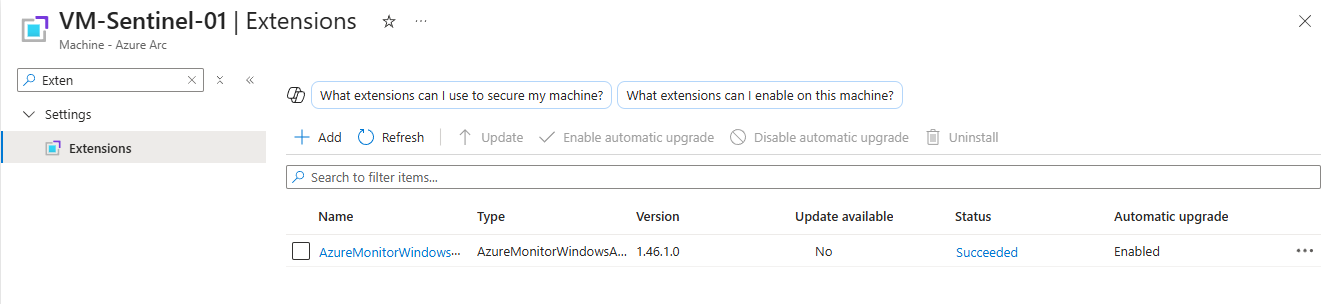 VM-Sentinel-01 | Extensions ☆ ···
Machine - Azure Arc
Exten
Settings
Extensions
What extensions can I use to secure my machine? What extensions can I enable on this machine?
Add Refresh Update Enable automatic upgrade Disable automatic upgrade Uninstall
Search to filter items...
Name Type Version Update available Status Automatic upgrade
AzureMonitorWindows··· AzureMonitorWindowsA... 1.46.1.0 No Succeeded Enabled ···